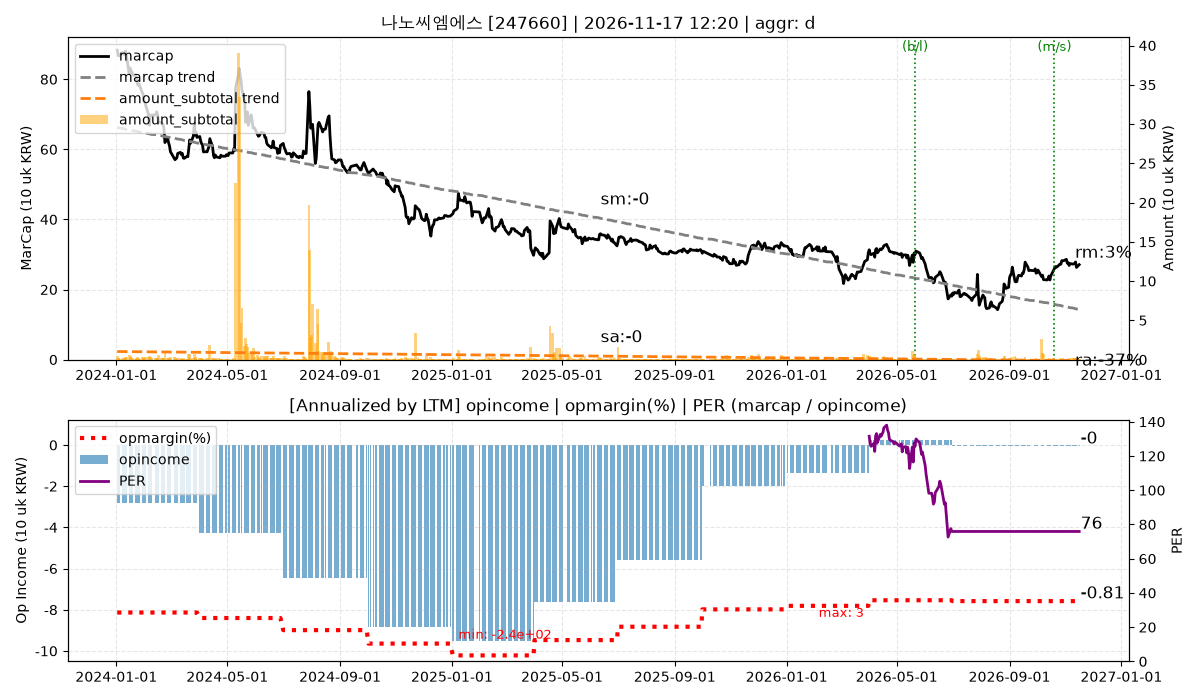 나노씨엠에스 [247660] | 2026-11-17 12:20 | aggr: d
(b/l)
(m/s)
marcap
marcap trend
amount_subtotal trend
amount_subtotal
MarCap (10 uk KRW)
80
60
40
20
0
40
35
30
25
20
15
10
5
0
Amount (10 uk KRW)
sm:-0
rm:3%
sa:-0
ra:-37%
2024-01-01
2024-05-01
2024-09-01
2025-01-01
2025-05-01
2025-09-01
2026-01-01
2026-05-01
2026-09-01
2027-01-01
[Annualized by LTM] opincome | opmargin(%) | PER (marcap / opincome)
opmargin(%)
opincome
PER
Op Income (10 uk KRW)
0
-2
-4
-6
-8
-10
140
120
100
80
60
40
20
0
PER
-0
76
-0.81
min: -2.4e+02
max: 3
2024-01-01
2024-05-01
2024-09-01
2025-01-01
2025-05-01
2025-09-01
2026-01-01
2026-05-01
2026-09-01
2027-01-01